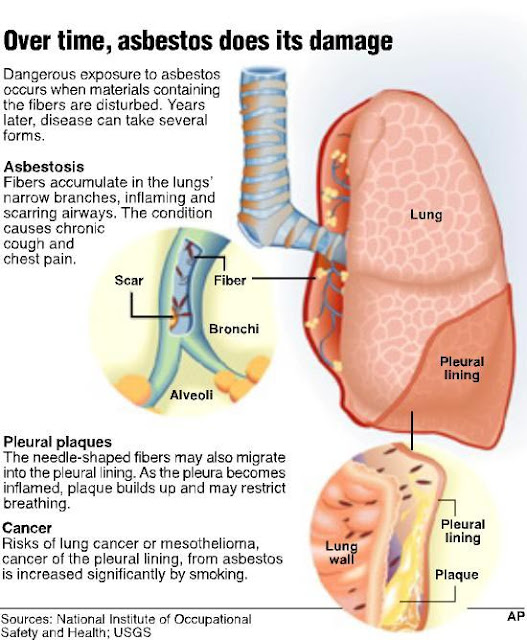 Over time, asbestos does its damage
Dangerous exposure to asbestos
occurs when materials containing
the fibers are disturbed. Years
later, disease can take several
forms.
Asbestosis
Fibers accumulate in the lungs'
narrow branches, inflaming and
scarring airways. The condition
causes chronic
cough and
chest pain.
Scar
Fiber
Bronchi
Alveoli
Lung
Pleural
lining
Pleural plaques
The needle-shaped fibers may also migrate
into the pleural lining. As the pleura becomes
inflamed, plaque builds up and may restrict
breathing.
Cancer
Risks of lung cancer or mesothelioma,
cancer of the pleural lining, from asbestos
is increased significantly by smoking.
Lung
wall
Pleural
lining
Plaque
Sources: National Institute of Occupational
Safety and Health; USGS
AP